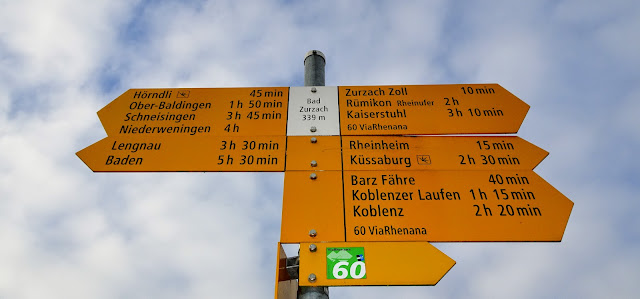 Hörndli 45 min
Ober-Baldingen 1 h 50 min
Schneisingen 3 h 45 min
Niederweningen 4 h
Lengnau 3 h 30 min
Baden 5 h 30 min
Bad
Zurzach
339 m
Zurzach Zoll 10 min
Rümikon Rheinufer 2 h
Kaiserstuhl 3 h 10 min
60 ViaRhenana
Rheinheim 15 min
Küssaburg 2 h 30 min
Barz Fähre 40 min
Koblenzer Laufen 1 h 15 min
Koblenz 2 h 20 min
60 ViaRhenana
60